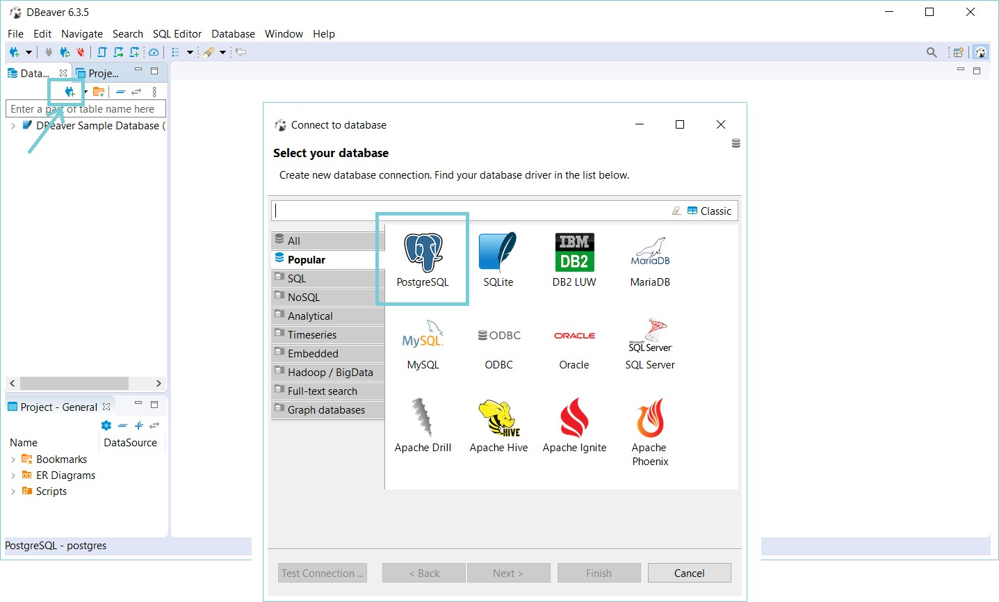 DBeaver 6.3.5
File Edit Navigate Search SQL Editor Database Window Help
Data... Proje...
Enter a part of table name here
DBeaver Sample Database (
Project - General
Name DataSource
Bookmarks
ER Diagrams
Scripts
PostgreSQL - postgres
Connect to database
Select your database
Create new database connection. Find your database driver in the list below.
Classic
All
Popular
SQL
NoSQL
Analytical
Timeseries
Embedded
Hadoop / BigData
Full-text search
Graph databases
IBM
DB2
MariaDB
PostgreSQL SQLite DB2 LUW MariaDB
MySQL ODBC ORACLE Microsoft SQL Server
MySQL ODBC Oracle SQL Server
HIVE
Apache Drill Apache Hive Apache Ignite Apache
Phoenix
Test Connection ... < Back Next > Finish Cancel